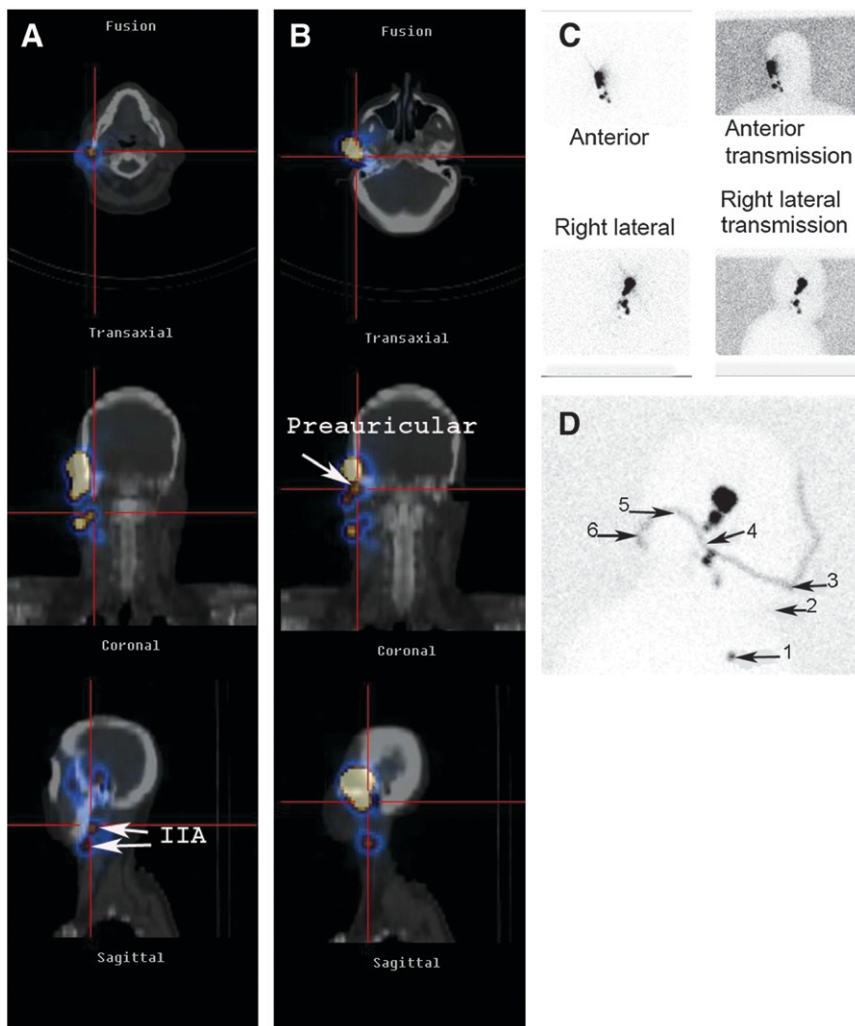 A
Fusion
Transaxial
Coronal
IIA
Sagittal
B
Fusion
Transaxial
Preauricular
Coronal
Sagittal
C
Anterior
Anterior
transmission
Right lateral
Right lateral
transmission
D
5
6
4
3
2
1